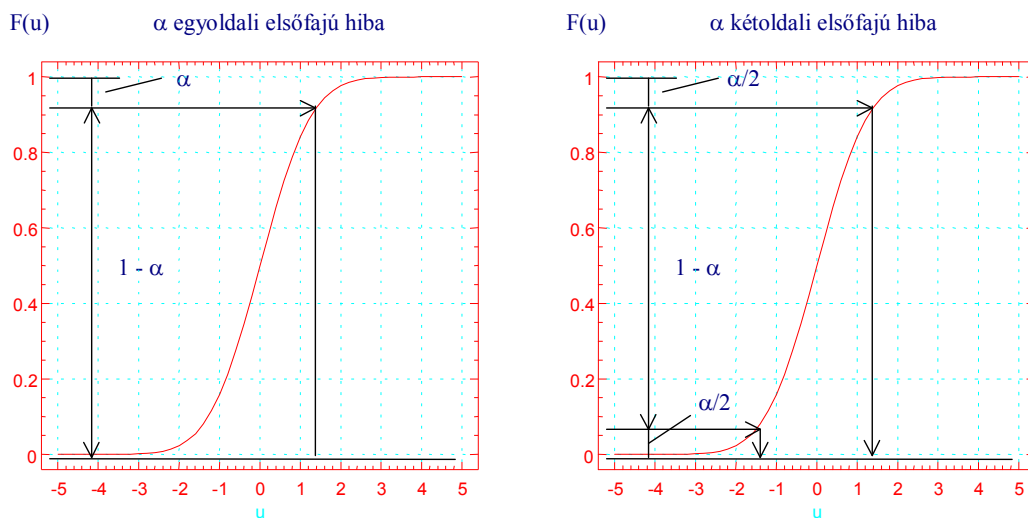 F(u) α egyoldali elsőfajú hiba
1
α
0.8
0.6
1 - α
0.4
0.2
0
-5 -4 -3 -2 -1 0 1 2 3 4 5
u
F(u) α kétoldali elsőfajú hiba
1
α/2
0.8
0.6
1 - α
0.4
α/2
0.2
0
-5 -4 -3 -2 -1 0 1 2 3 4 5
u